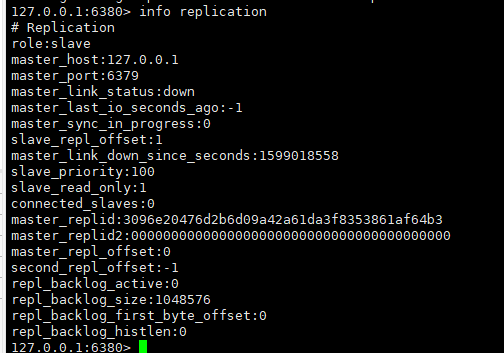 127.0.0.1:6380> info replication
# Replication
role:slave
master_host:127.0.0.1
master_port:6379
master_link_status:down
master_last_io_seconds_ago:-1
master_sync_in_progress:0
slave_repl_offset:1
master_link_down_since_seconds:1599018558
slave_priority:100
slave_read_only:1
connected_slaves:0
master_replid:3096e20476d2b6d09a42a61da3f8353861af64b3
master_replid2:0000000000000000000000000000000000000000
master_repl_offset:0
second_repl_offset:-1
repl_backlog_active:0
repl_backlog_size:1048576
repl_backlog_first_byte_offset:0
repl_backlog_histlen:0
127.0.0.1:6380>